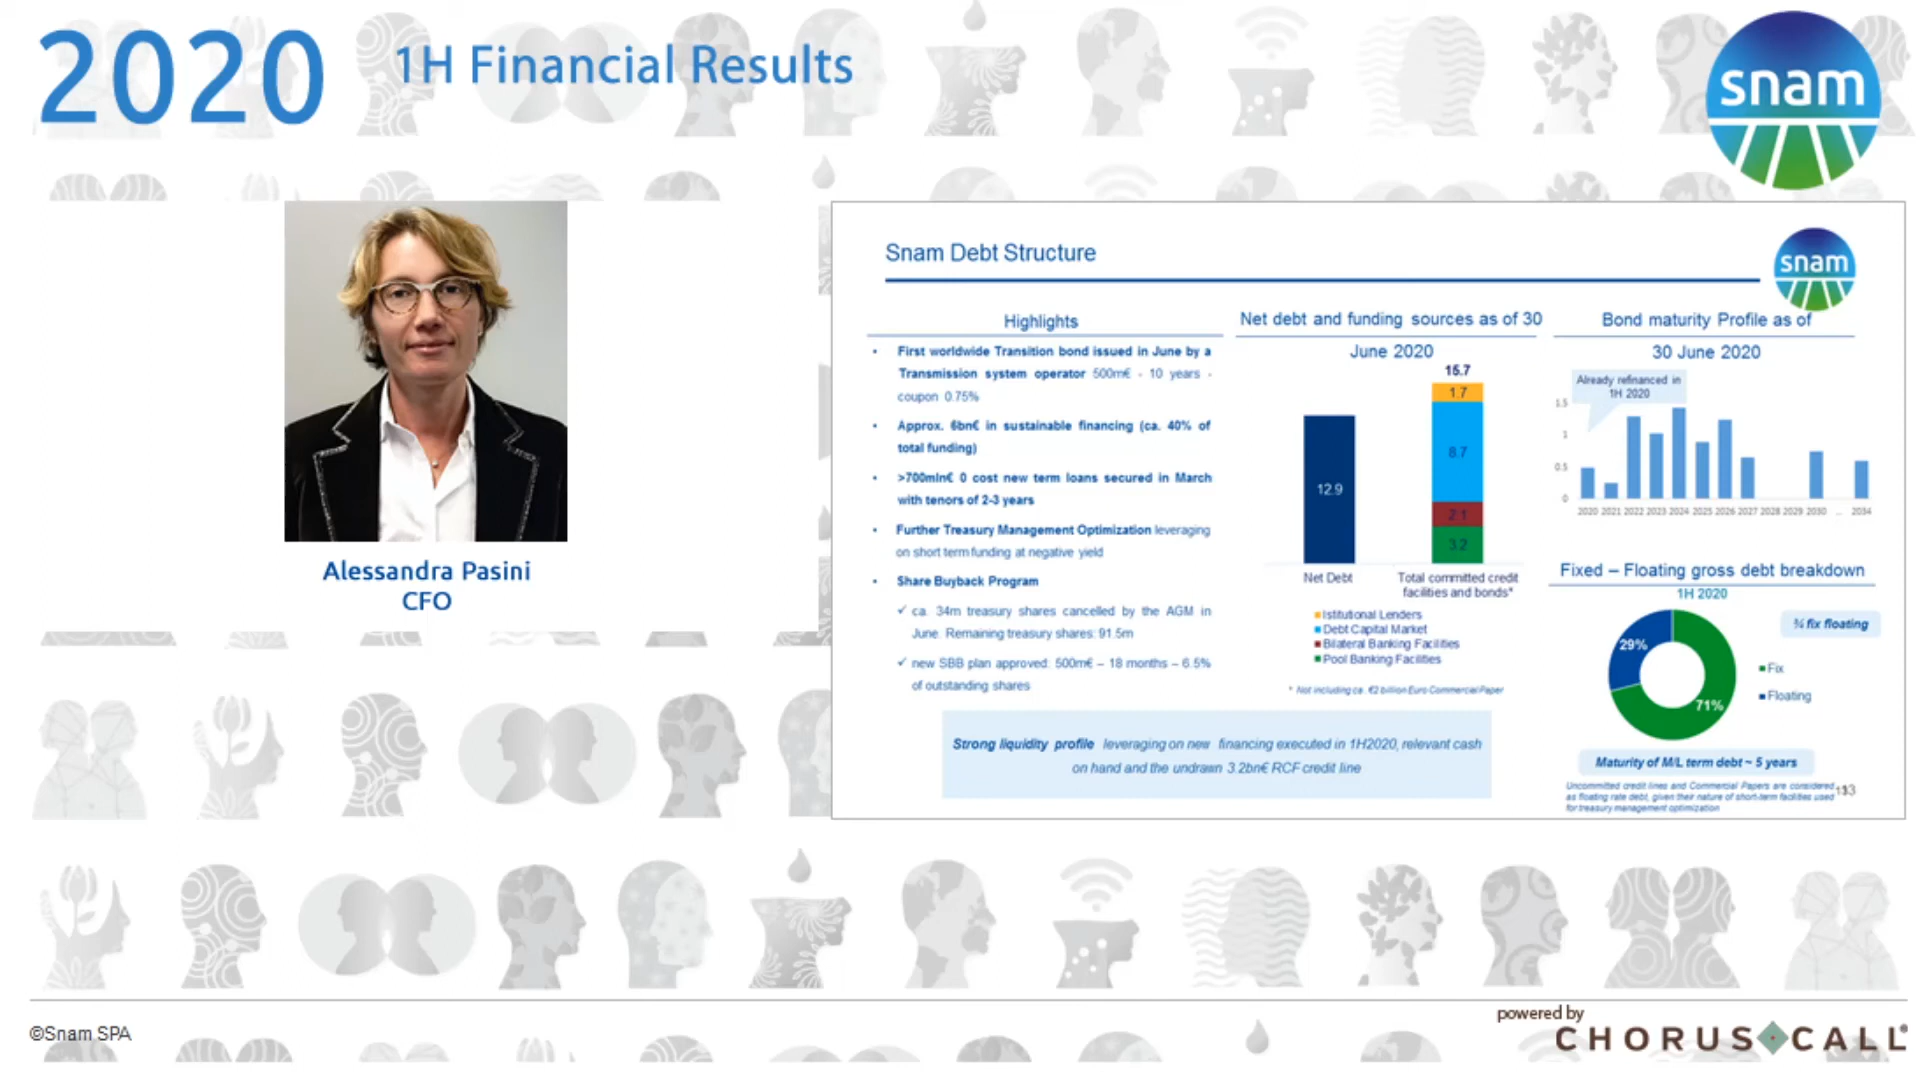 2020
1H Financial Results
snam
Alessandra Pasini
CFO
Snam Debt Structure
snam
Highlights
• First worldwide Transition bond issued in June by a
Transmission system operator 500m€ - 10 years -
coupon 0.75%
• Approx. 6bn€ in sustainable financing (ca. 40% of
total funding)
• >700mln€ 0 cost new term loans secured in March
with tenors of 2-3 years
• Further Treasury Management Optimization leveraging
on short term funding at negative yield
• Share Buyback Program
✓ ca. 34m treasury shares cancelled by the AGM in
June. Remaining treasury shares: 91.5m
✓ new SBB plan approved: 500m€ – 18 months – 6.5%
of outstanding shares
Net debt and funding sources as of 30
June 2020
15.7
1.7
8.7
12.9
2.1
3.2
Net Debt
Total committed credit
facilities and bonds*
Istitutional Lenders
Debt Capital Market
Bilateral Banking Facilities
Pool Banking Facilities
* Not including ca. €2 billion Euro Commercial Paper
Bond maturity Profile as of
30 June 2020
Already refinanced in
1H 2020
1.5
1
0.5
0
2020 2021 2022 2023 2024 2025 2026 2027 2028 2029 2030 ... 2034
Fixed – Floating gross debt breakdown
1H 2020
¾ fix floating
29%
71%
Fix
Floating
Maturity of M/L term debt ~ 5 years
Uncommitted credit lines and Commercial Papers are considered
as floating rate debt, given their nature of short-term facilities used
for treasury management optimization
Strong liquidity profile leveraging on new financing executed in 1H2020, relevant cash
on hand and the undrawn 3.2bn€ RCF credit line
©Snam SPA
powered by
CHORUS CALL®